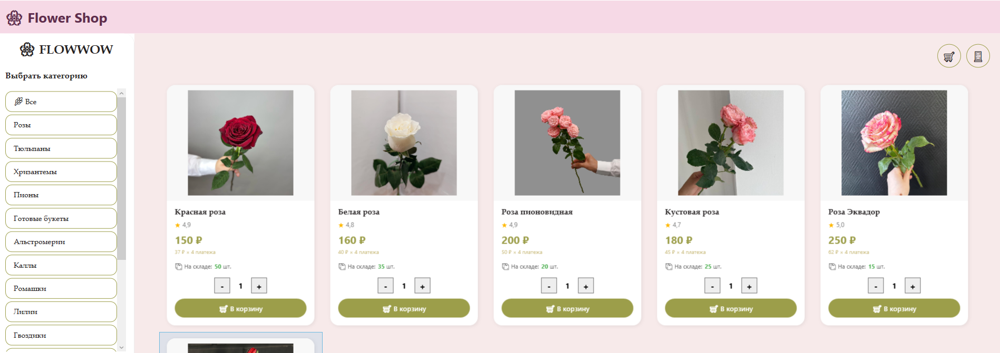 Flower Shop
FLOWWOW
Выбрать категорию
Все
Розы
Тюльпаны
Хризантемы
Пионы
Готовые букеты
Альстромерии
Каллы
Ромашки
Лилии
Гвоздики
Красная роза
★ 4,9
150 ₽
37 ₽ × 4 платежа
На складе: 50 шт.
- 1 +
В корзину
Белая роза
★ 4,8
160 ₽
40 ₽ × 4 платежа
На складе: 35 шт.
- 1 +
В корзину
Роза пионовидная
★ 4,9
200 ₽
50 ₽ × 4 платежа
На складе: 20 шт.
- 1 +
В корзину
Кустовая роза
★ 4,7
180 ₽
45 ₽ × 4 платежа
На складе: 25 шт.
- 1 +
В корзину
Роза Эквадор
★ 5,0
250 ₽
62 ₽ × 4 платежа
На складе: 15 шт.
- 1 +
В корзину